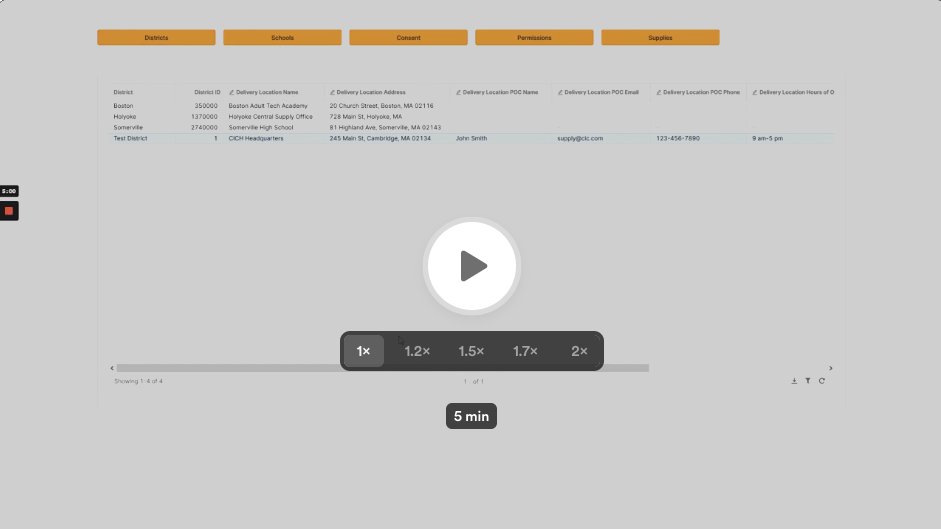 Districts Schools Consent Permissions Supplies
District District ID Delivery Location Name Delivery Location Address Delivery Location POC Name Delivery Location POC Email Delivery Location POC Phone Delivery Location Hours of O
Boston 350000 Boston Adult Tech Academy 20 Church Street, Boston, MA 02116
Holyoke 1370000 Holyoke Central Supply Office 728 Main St, Holyoke, MA
Somerville 2740000 Somerville High School 81 Highland Ave, Somerville, MA 02143
Test District 1 CICH Headquarters 245 Main St, Cambridge, MA 02134 John Smith supply@cic.com 123-456-7890 9 am-5 pm
5:00
1× 1.2× 1.5× 1.7× 2×
Showing 1-4 of 4 1 of 1
5 min